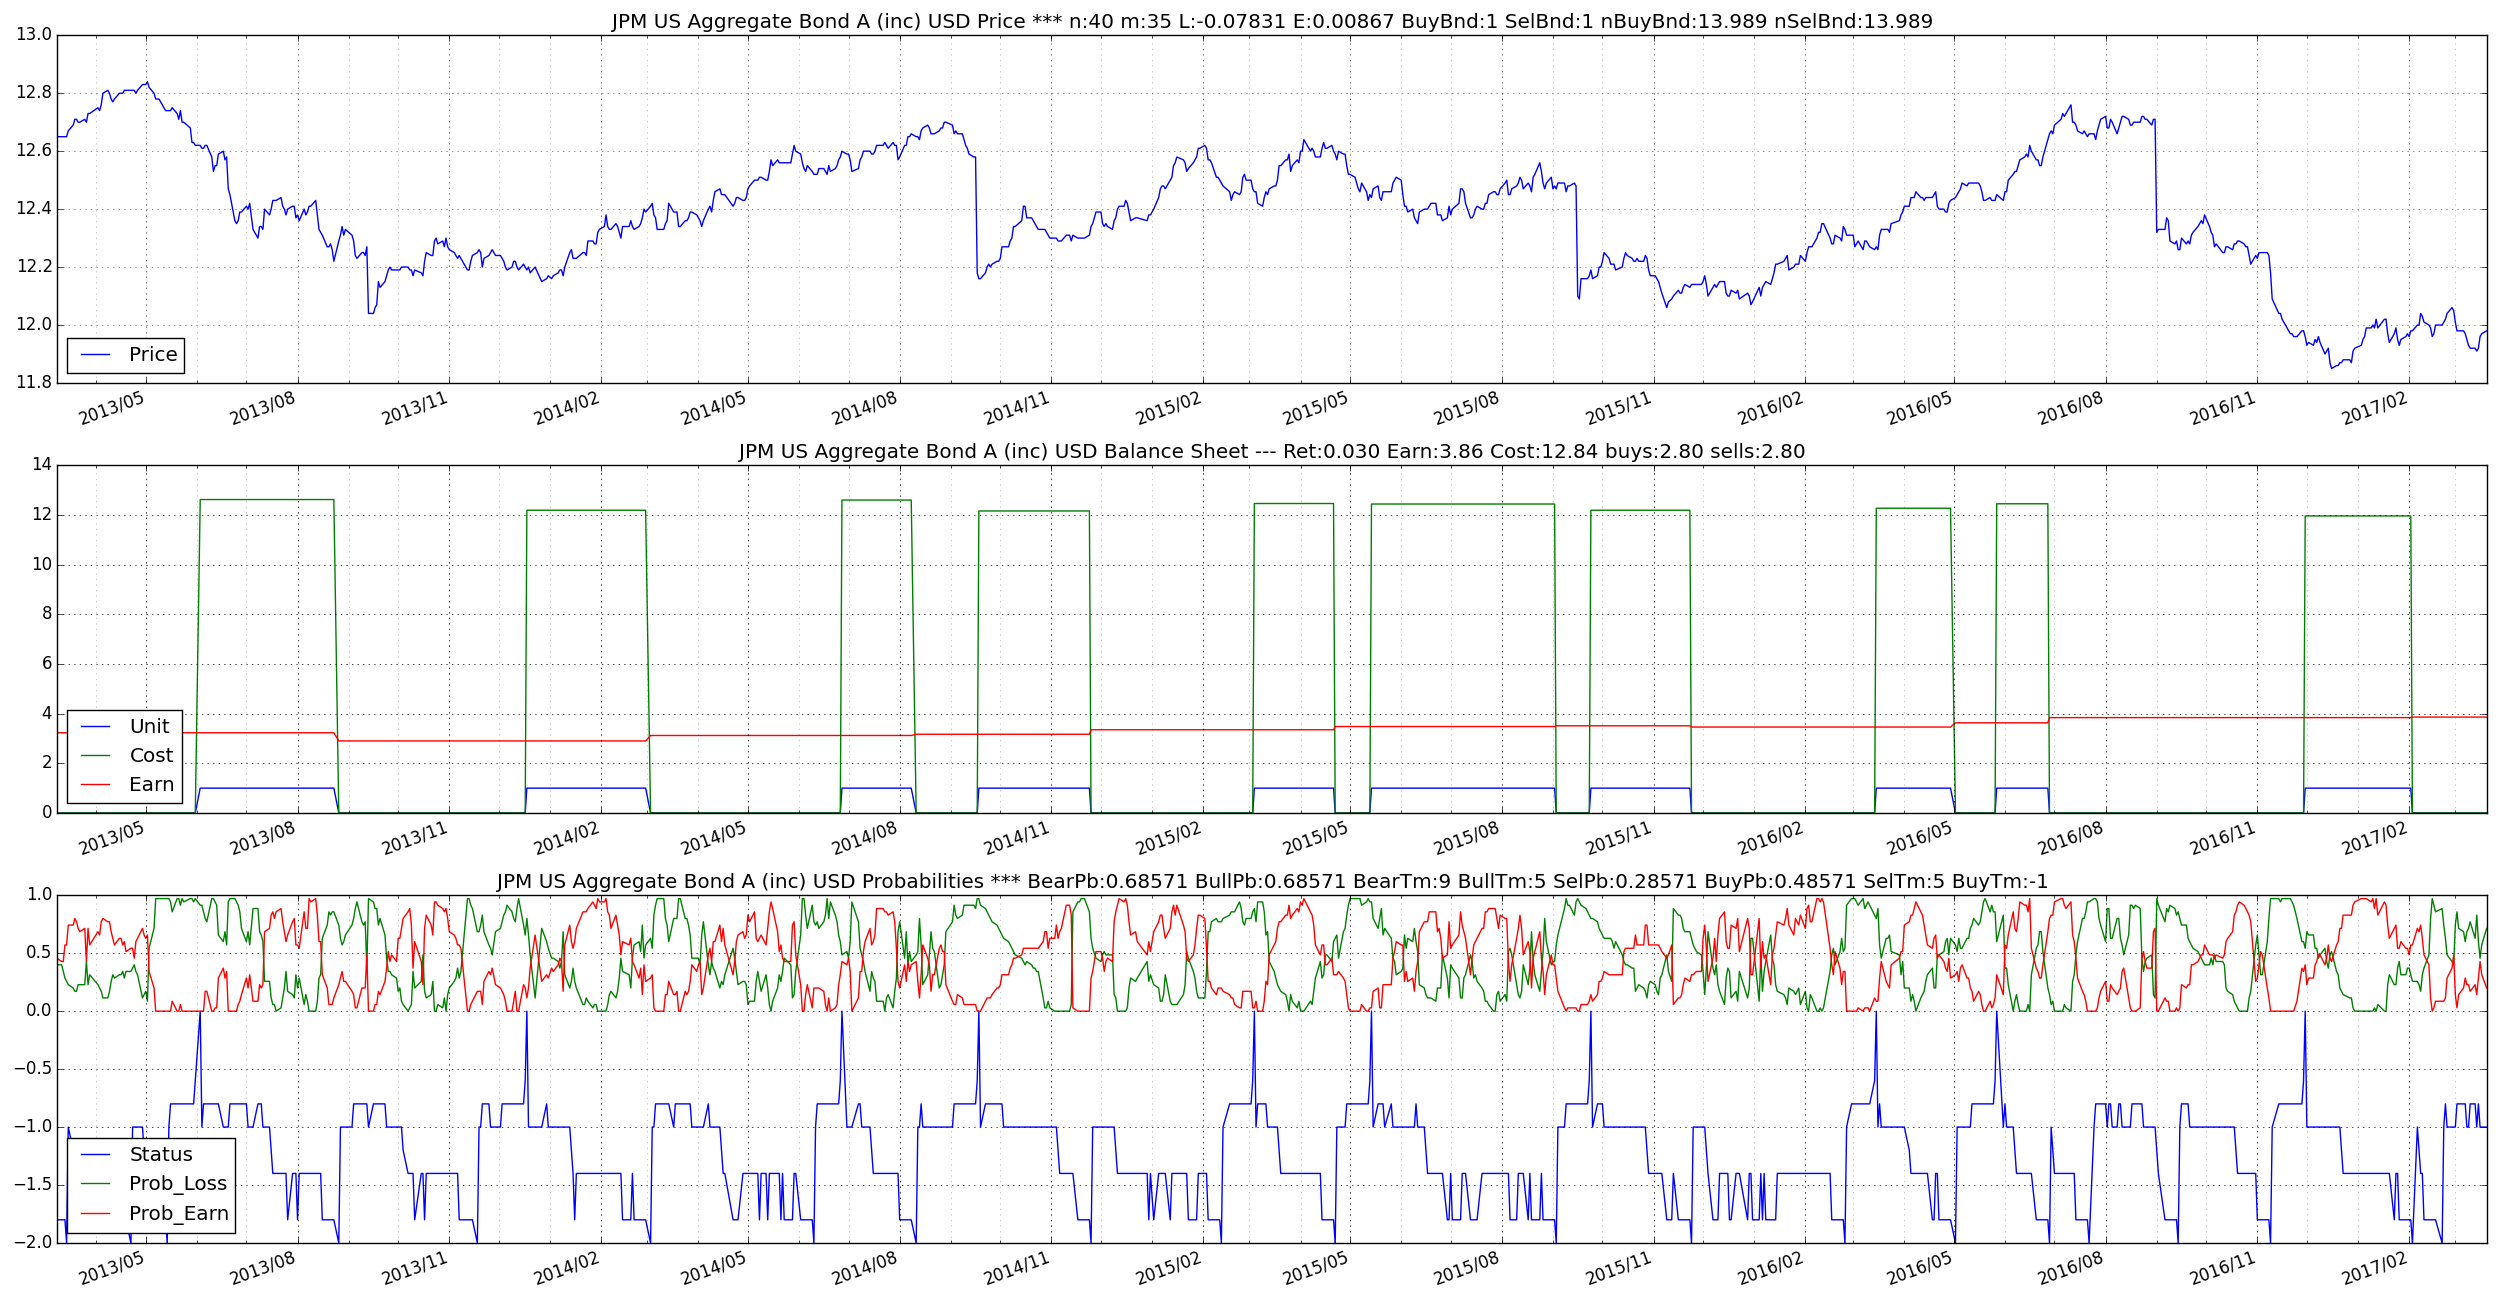 JPM US Aggregate Bond A (inc) USD Price *** n:40 m:35 L:-0.07831 E:0.00867 BuyBnd:1 SelBnd:1 nBuyBnd:13.989 nSelBnd:13.989
13.0
12.8
12.6
12.4
12.2
12.0
11.8
Price
2013/05 2013/08 2013/11 2014/02 2014/05 2014/08 2014/11 2015/02 2015/05 2015/08 2015/11 2016/02 2016/05 2016/08 2016/11 2017/02
JPM US Aggregate Bond A (inc) USD Balance Sheet --- Ret:0.030 Earn:3.86 Cost:12.84 buys:2.80 sells:2.80
14
12
10
8
6
4
2
0
Unit
Cost
Earn
2013/05 2013/08 2013/11 2014/02 2014/05 2014/08 2014/11 2015/02 2015/05 2015/08 2015/11 2016/02 2016/05 2016/08 2016/11 2017/02
JPM US Aggregate Bond A (inc) USD Probabilities *** BearPb:0.68571 BullPb:0.68571 BearTm:9 BullTm:5 SelPb:0.28571 BuyPb:0.48571 SelTm:5 BuyTm:-1
1.0
0.5
0.0
−0.5
−1.0
−1.5
−2.0
Status
Prob_Loss
Prob_Earn
2013/05 2013/08 2013/11 2014/02 2014/05 2014/08 2014/11 2015/02 2015/05 2015/08 2015/11 2016/02 2016/05 2016/08 2016/11 2017/02